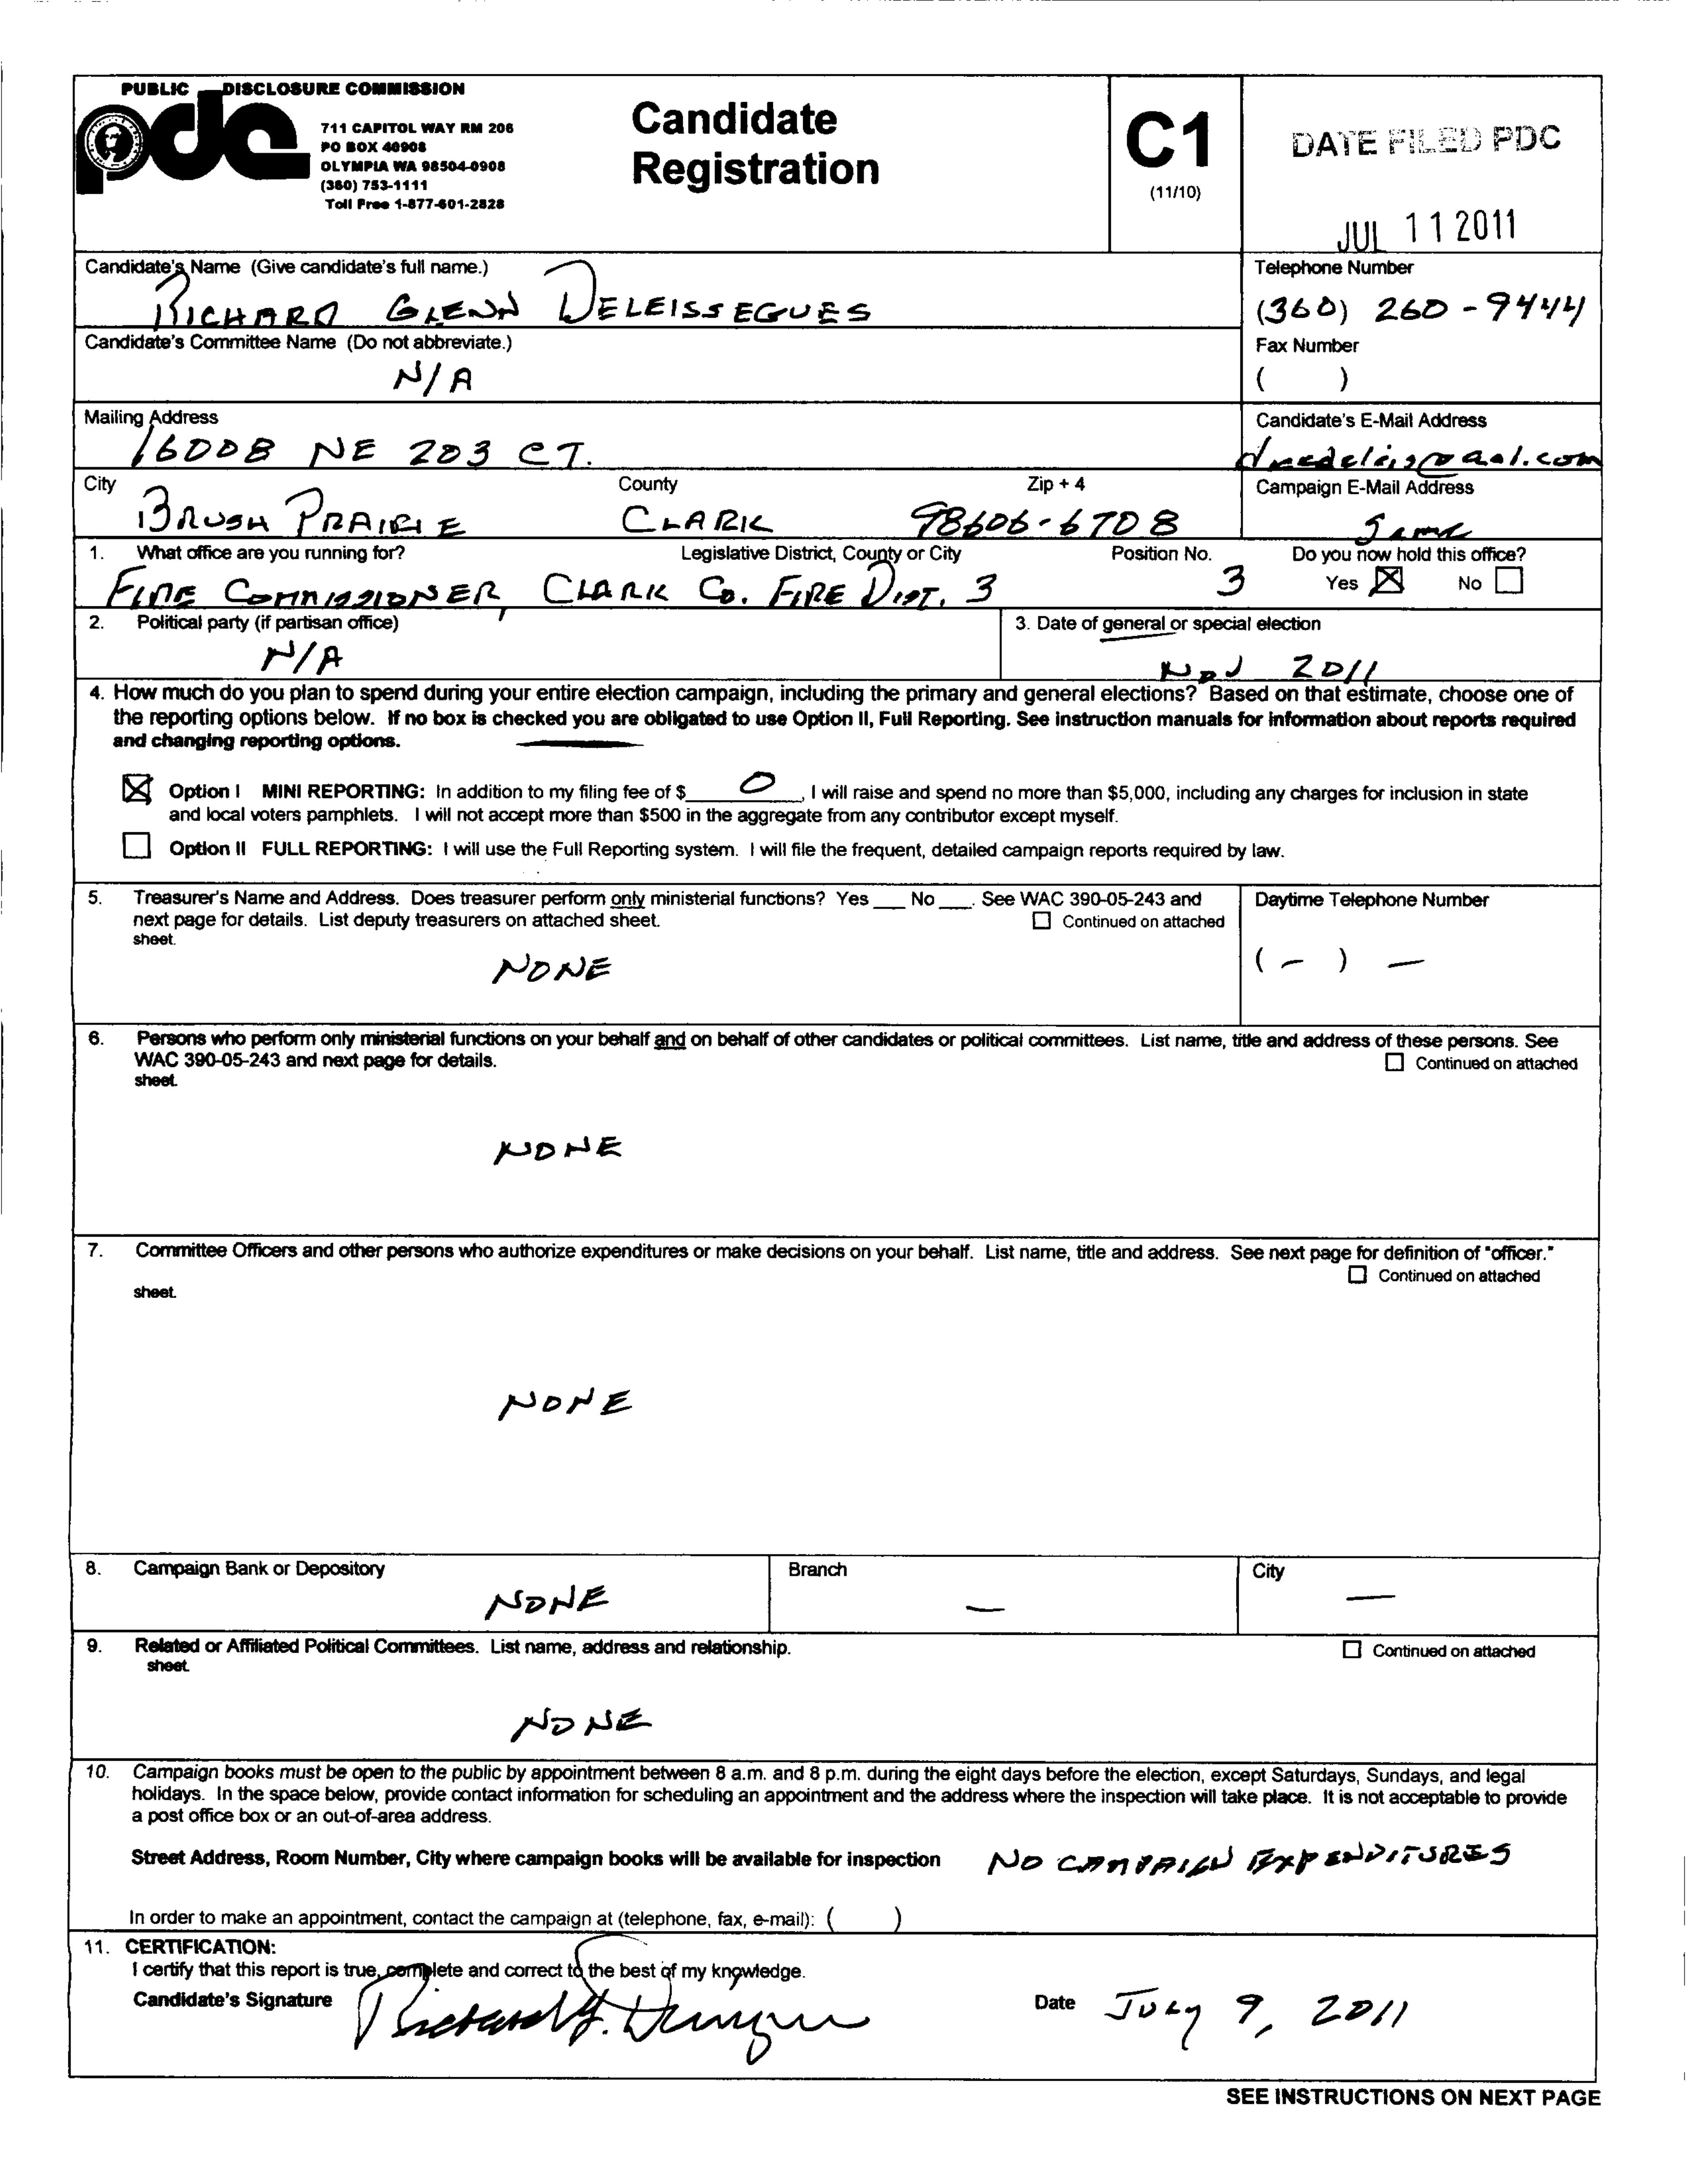 PUBLIC DISCLOSURE COMMISSION
pdc
711 CAPITOL WAY RM 206
PO BOX 40908
OLYMPIA WA 98504-0908
(360) 753-1111
Toll Free 1-877-601-2828
Candidate
Registration
C1
(11/10)
DATE FILED PDC
JUL 11 2011
Candidate's Name (Give candidate's full name.)
RICHARD GLENN DELEISSEGUES
Telephone Number
(360) 260-9444
Candidate's Committee Name (Do not abbreviate.)
N/A
Fax Number
( )
Mailing Address
16008 NE 203 CT.
Candidate's E-Mail Address
City County Zip + 4
BRUSH PRAIRIE CLARK 98606-6708
Campaign E-Mail Address
Same
1. What office are you running for? Legislative District, County or City Position No. Do you now hold this office?
FIRE COMMISSIONER, CLARK CO. FIRE DIST. 3 3 Yes ☒ No ☐
2. Political party (if partisan office)
N/A
3. Date of general or special election
NOV 2011
4. How much do you plan to spend during your entire election campaign, including the primary and general elections? Based on that estimate, choose one of
the reporting options below. If no box is checked you are obligated to use Option II, Full Reporting. See instruction manuals for information about reports required
and changing reporting options.
☒ Option I MINI REPORTING: In addition to my filing fee of $ 0, I will raise and spend no more than $5,000, including any charges for inclusion in state
and local voters pamphlets. I will not accept more than $500 in the aggregate from any contributor except myself.
☐ Option II FULL REPORTING: I will use the Full Reporting system. I will file the frequent, detailed campaign reports required by law.
5. Treasurer's Name and Address. Does treasurer perform only ministerial functions? Yes ___ No ___. See WAC 390-05-243 and
next page for details. List deputy treasurers on attached sheet. ☐ Continued on attached
sheet.
NONE
Daytime Telephone Number
( - ) -
6. Persons who perform only ministerial functions on your behalf and on behalf of other candidates or political committees. List name, title and address of these persons. See
WAC 390-05-243 and next page for details. ☐ Continued on attached
sheet.
NONE
7. Committee Officers and other persons who authorize expenditures or make decisions on your behalf. List name, title and address. See next page for definition of "officer."
☐ Continued on attached
sheet.
NONE
8. Campaign Bank or Depository Branch City
NONE — —
9. Related or Affiliated Political Committees. List name, address and relationship. ☐ Continued on attached
sheet.
NONE
10. Campaign books must be open to the public by appointment between 8 a.m. and 8 p.m. during the eight days before the election, except Saturdays, Sundays, and legal
holidays. In the space below, provide contact information for scheduling an appointment and the address where the inspection will take place. It is not acceptable to provide
a post office box or an out-of-area address.
Street Address, Room Number, City where campaign books will be available for inspection NO CAMPAIGN EXPENDITURES
In order to make an appointment, contact the campaign at (telephone, fax, e-mail): ( )
11. CERTIFICATION:
I certify that this report is true, complete and correct to the best of my knowledge.
Candidate's Signature Richard G. Date JULY 9, 2011
SEE INSTRUCTIONS ON NEXT PAGE